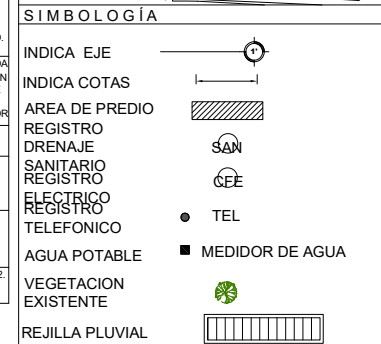 SIMBOLOGÍA
INDICA EJE
1'
INDICA COTAS
AREA DE PREDIO
REGISTRO
DRENAJE
SANITARIO
SAN
REGISTRO
ELECTRICO
CFE
REGISTRO
TELEFONICO
TEL
AGUA POTABLE
MEDIDOR DE AGUA
VEGETACION
EXISTENTE
REJILLA PLUVIAL